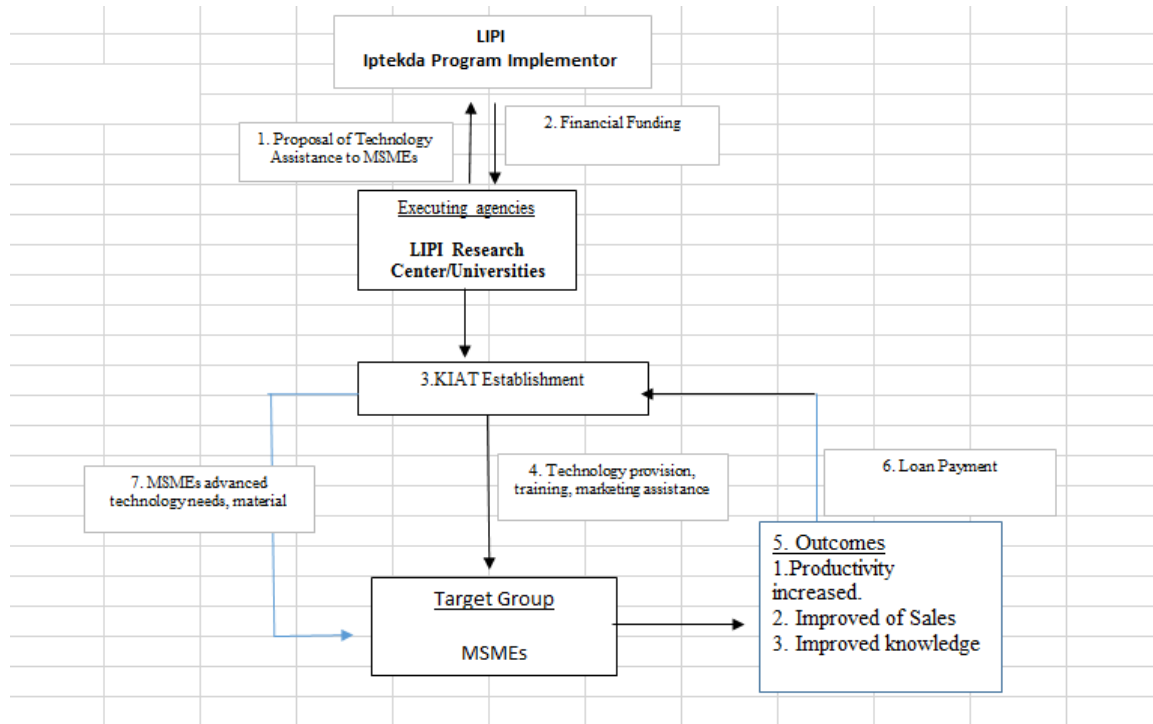 LIPI
Iptekda Program Implementor
1. Proposal of Technology
Assistance to MSMEs
2. Financial Funding
Executing agencies
LIPI Research
Center/Universities
3.KIAT Establishment
7. MSMEs advanced
technology needs, material
4. Technology provision,
training, marketing assistance
6. Loan Payment
5. Outcomes
1.Productivity
increased.
2. Improved of Sales
3. Improved knowledge
Target Group
MSMEs